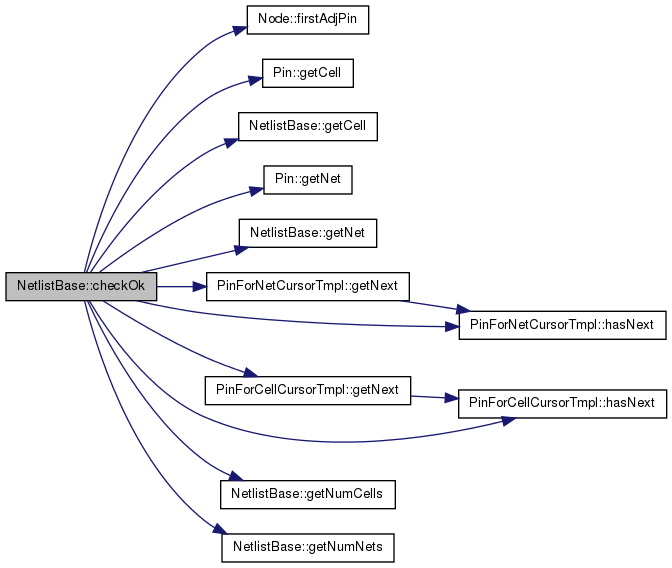 Node::firstAdjPin
Pin::getCell
NetlistBase::getCell
Pin::getNet
NetlistBase::getNet
NetlistBase::checkOk
PinForNetCursorTmpl::getNext
PinForNetCursorTmpl::hasNext
PinForCellCursorTmpl::getNext
PinForCellCursorTmpl::hasNext
NetlistBase::getNumCells
NetlistBase::getNumNets